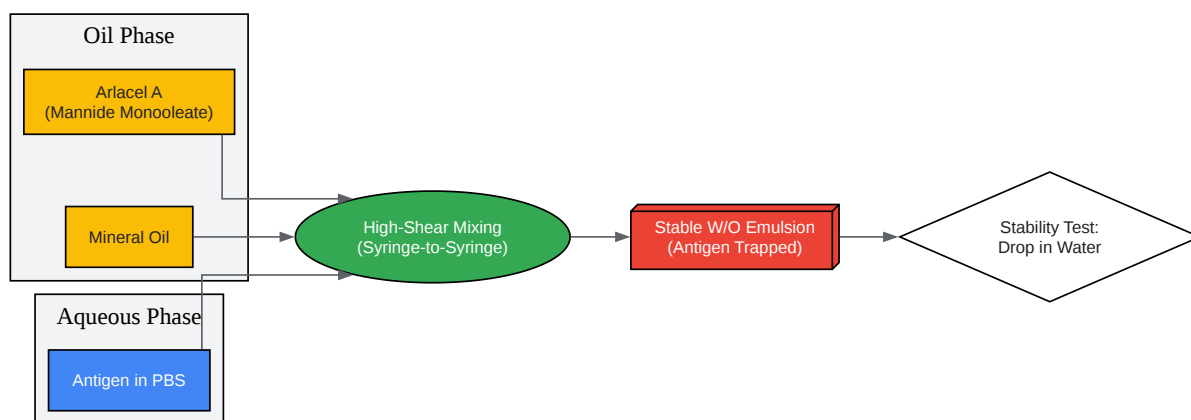 Oil Phase
Arlacel A
(Mannide Monooleate)
Mineral Oil
Aqueous Phase
Antigen in PBS
High-Shear Mixing
(Syringe-to-Syringe)
Stable W/O Emulsion
(Antigen Trapped)
Stability Test:
Drop in Water